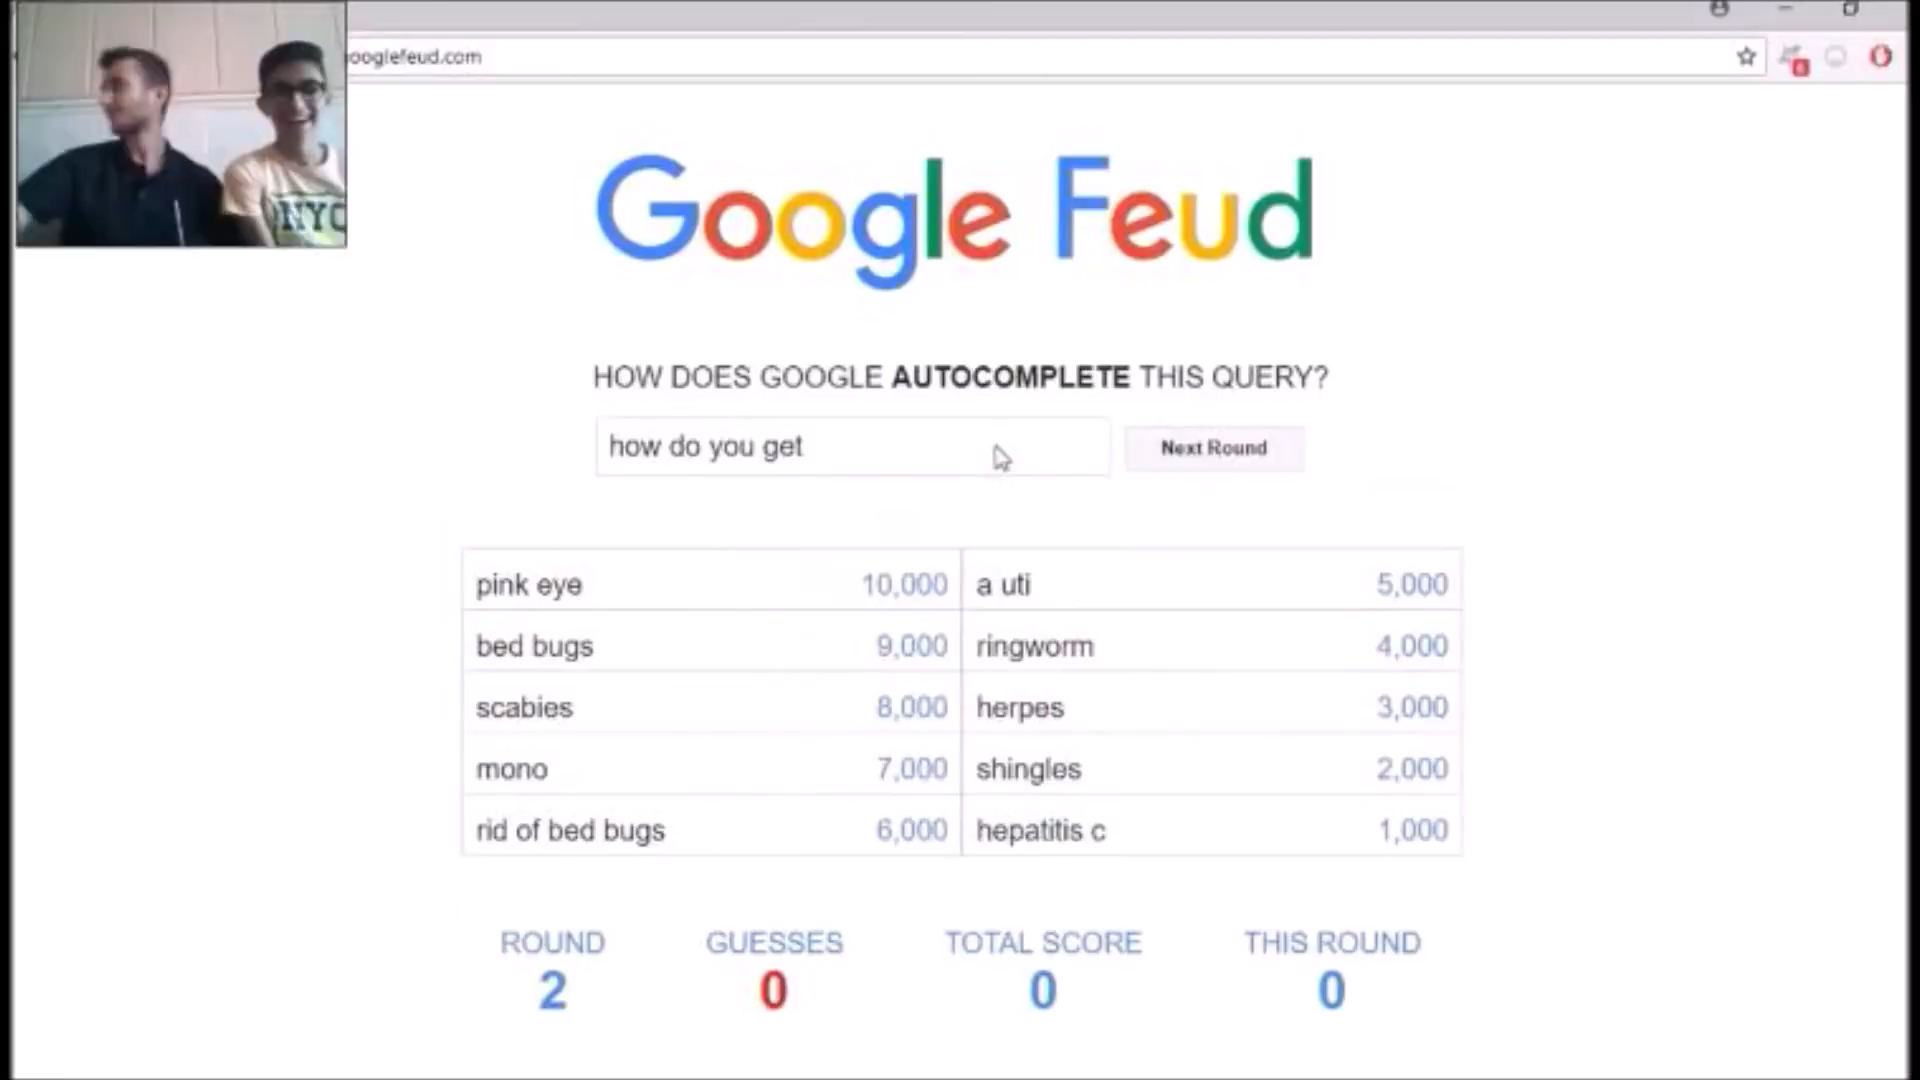 ooglefeud.com
6
NYC
Google Feud
HOW DOES GOOGLE AUTOCOMPLETE THIS QUERY?
how do you get
Next Round
pink eye 10,000 a uti 5,000
bed bugs 9,000 ringworm 4,000
scabies 8,000 herpes 3,000
mono 7,000 shingles 2,000
rid of bed bugs 6,000 hepatitis c 1,000
ROUND GUESSES TOTAL SCORE THIS ROUND
2 0 0 0